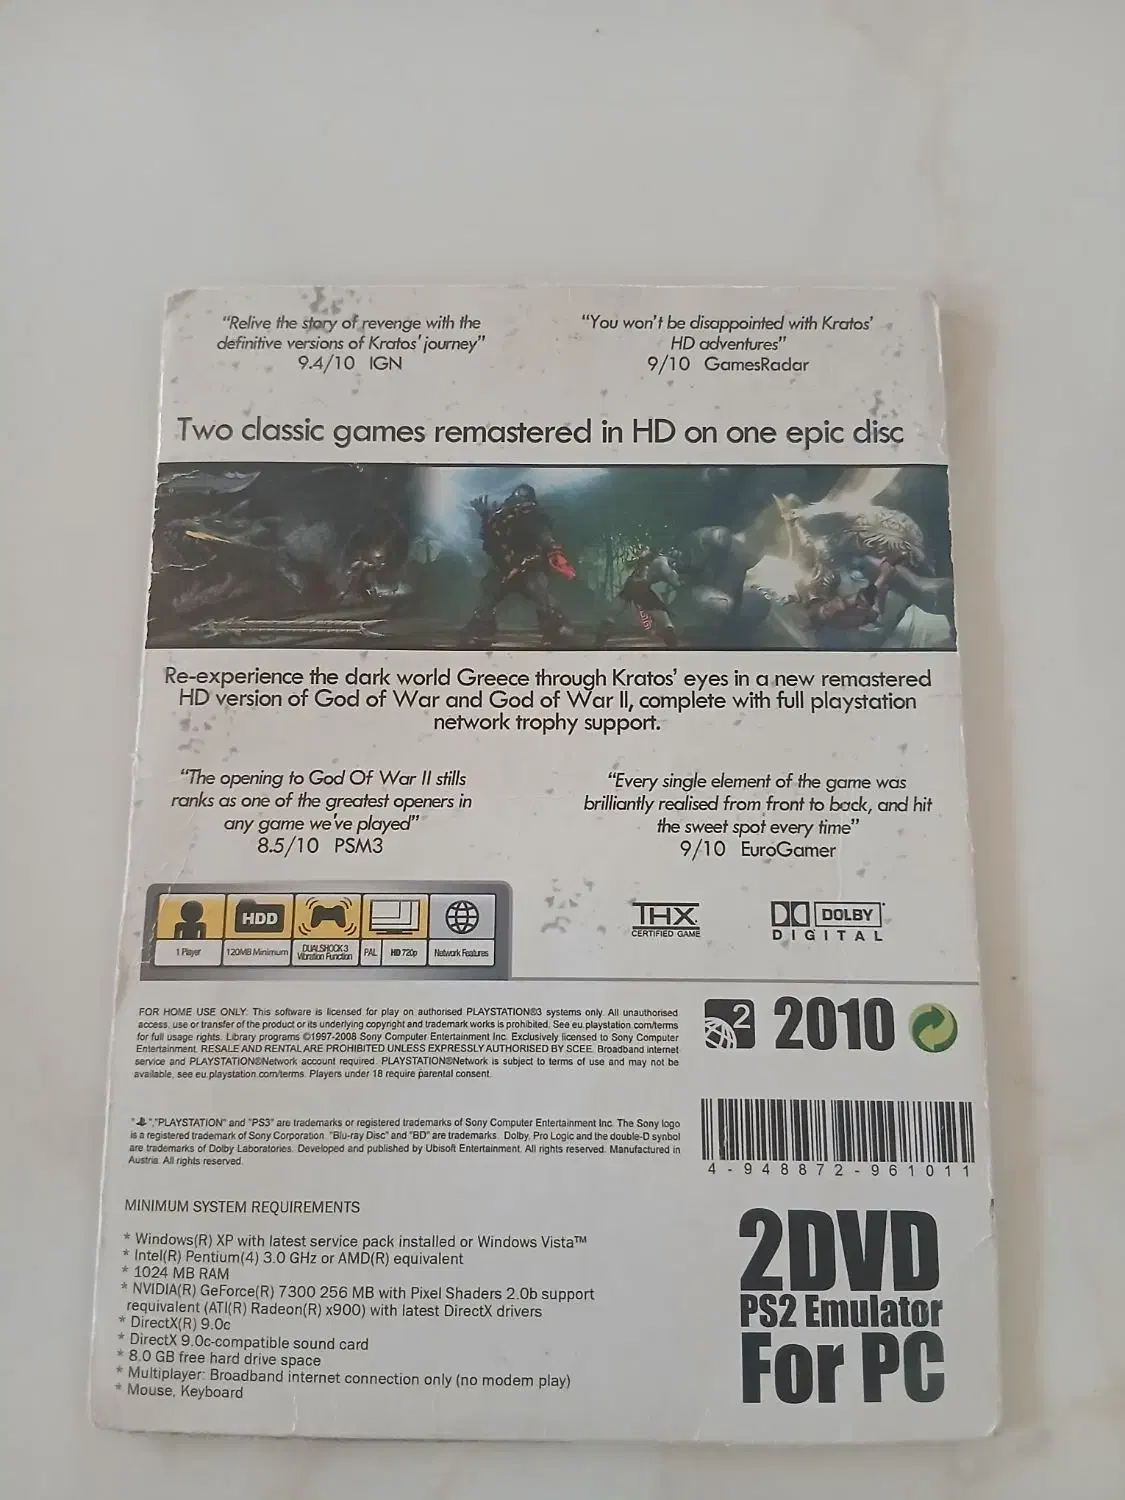 "Relive the story of revenge with the
definitive versions of Kratos' journey"
9.4/10 IGN
"You won't be disappointed with Kratos'
HD adventures"
9/10 GamesRadar
Two classic games remastered in HD on one epic disc
Re-experience the dark world Greece through Kratos' eyes in a new remastered
HD version of God of War and God of War II, complete with full playstation
network trophy support.
"The opening to God Of War II stills
ranks as one of the greatest openers in
any game we've played"
8.5/10 PSM3
"Every single element of the game was
brilliantly realised from front to back, and hit
the sweet spot every time"
9/10 EuroGamer
HDD
1 Player
120MB Minimum
DUALSHOCK 3
Vibration Function
PAL
HD 720p
Network Features
THX
CERTIFIED GAME
DOLBY
DIGITAL
FOR HOME USE ONLY. This software is licensed for play on authorised PLAYSTATION®3 systems only. All unauthorised
access, use or transfer of the product or its underlying copyright and trademark works is prohibited. See eu.playstation.com/terms
for full usage rights. Library programs ©1997-2008 Sony Computer Entertainment Inc. Exclusively licensed to Sony Computer
Entertainment. RESALE AND RENTAL ARE PROHIBITED UNLESS EXPRESSLY AUTHORISED BY SCEE. Broadband internet
service and PLAYSTATION®Network account required. PLAYSTATION®Network is subject to terms of use and may not be
available, see eu.playstation.com/terms. Players under 18 require parental consent.
2
2010
"PLAYSTATION" and "PS3" are trademarks or registered trademarks of Sony Computer Entertainment Inc. The Sony logo
is a registered trademark of Sony Corporation. "Blu-ray Disc" and "BD" are trademarks. Dolby, Pro Logic and the double-D synbol
are trademarks of Dolby Laboratories. Developed and published by Ubisoft Entertainment. All rights reserved. Manufactured in
Austria. All rights reserved.
4-948872-961011
MINIMUM SYSTEM REQUIREMENTS
* Windows(R) XP with latest service pack installed or Windows Vista™
* Intel(R) Pentium(4) 3.0 GHz or AMD(R) equivalent
* 1024 MB RAM
* NVIDIA(R) GeForce(R) 7300 256 MB with Pixel Shaders 2.0b support
requivalent (ATI(R) Radeon(R) x900) with latest DirectX drivers
* DirectX(R) 9.0c
* DirectX 9.0c-compatible sound card
* 8.0 GB free hard drive space
* Multiplayer: Broadband internet connection only (no modem play)
* Mouse, Keyboard
2DVD
PS2 Emulator
For PC